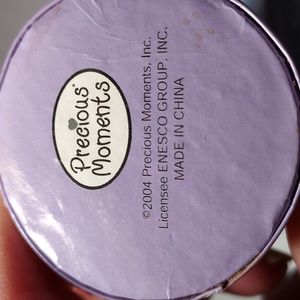 Precious
Moments
©2004 Precious Moments, Inc.
Licensee ENESCO GROUP, INC.
MADE IN CHINA